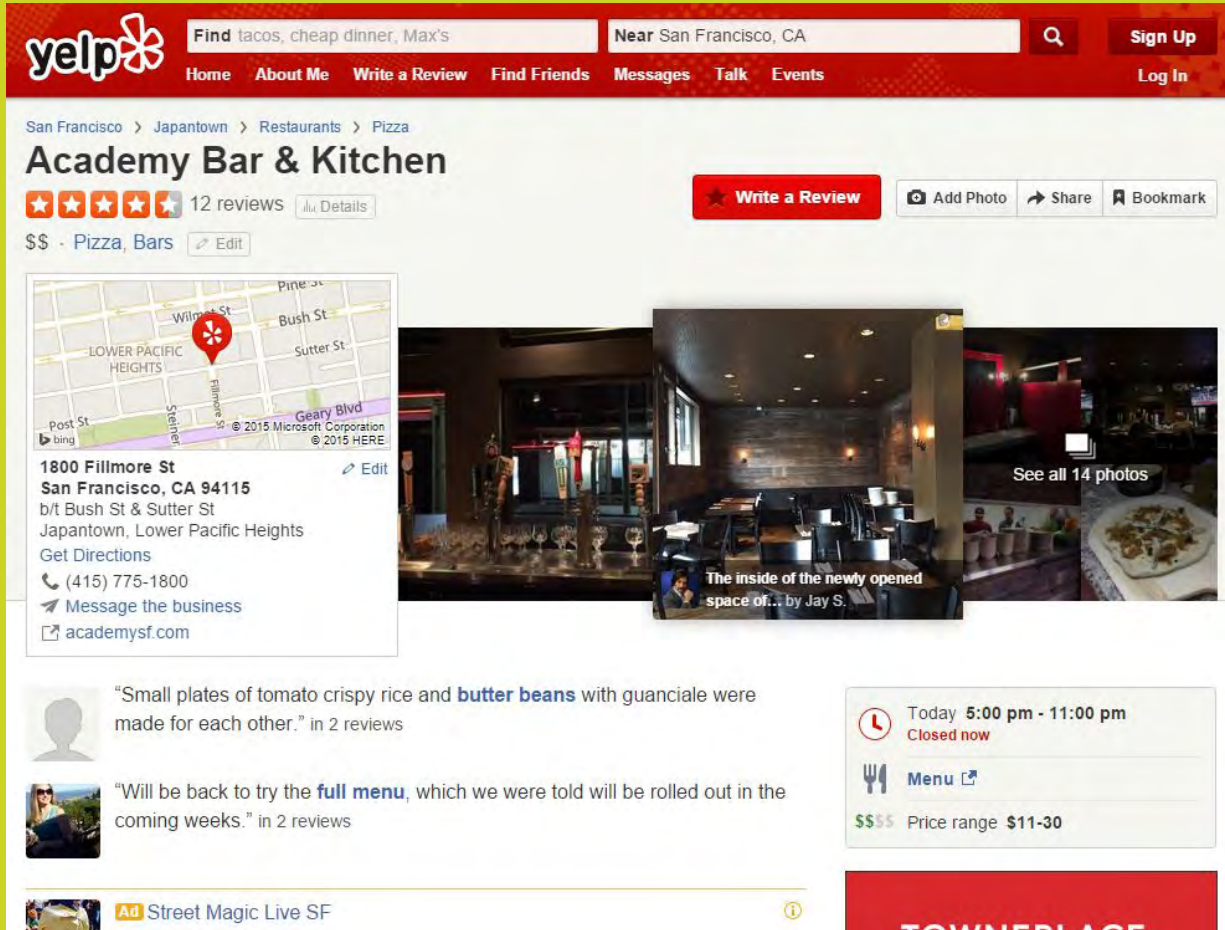 yelp
Find tacos, cheap dinner, Max's
Near San Francisco, CA
Sign Up
Home About Me Write a Review Find Friends Messages Talk Events
Log In
San Francisco > Japantown > Restaurants > Pizza
Academy Bar & Kitchen
12 reviews Details
Write a Review
Add Photo Share Bookmark
$$ · Pizza, Bars Edit
Pine St
Wilmot St
Bush St
LOWER PACIFIC
HEIGHTS
Sutter St
Fillmore St
Steiner
Post St
Geary Blvd
bing
© 2015 Microsoft Corporation
© 2015 HERE
1800 Fillmore St
Edit
San Francisco, CA 94115
b/t Bush St & Sutter St
Japantown, Lower Pacific Heights
Get Directions
(415) 775-1800
Message the business
academysf.com
The inside of the newly opened
space of... by Jay S.
See all 14 photos
“Small plates of tomato crispy rice and butter beans with guanciale were
made for each other.” in 2 reviews
“Will be back to try the full menu, which we were told will be rolled out in the
coming weeks.” in 2 reviews
Today 5:00 pm - 11:00 pm
Closed now
Menu
$$$$ Price range $11-30
Ad Street Magic Live SF
TOWNEPLACE